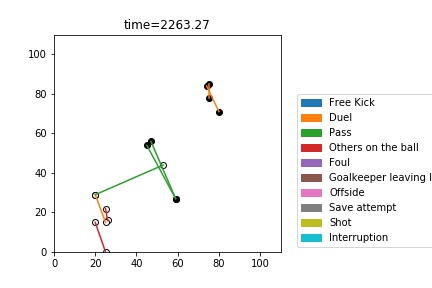 time=2263.27
100
80
60
40
20
0
0 20 40 60 80 100
Free Kick
Duel
Pass
Others on the ball
Foul
Goalkeeper leaving l
Offside
Save attempt
Shot
Interruption